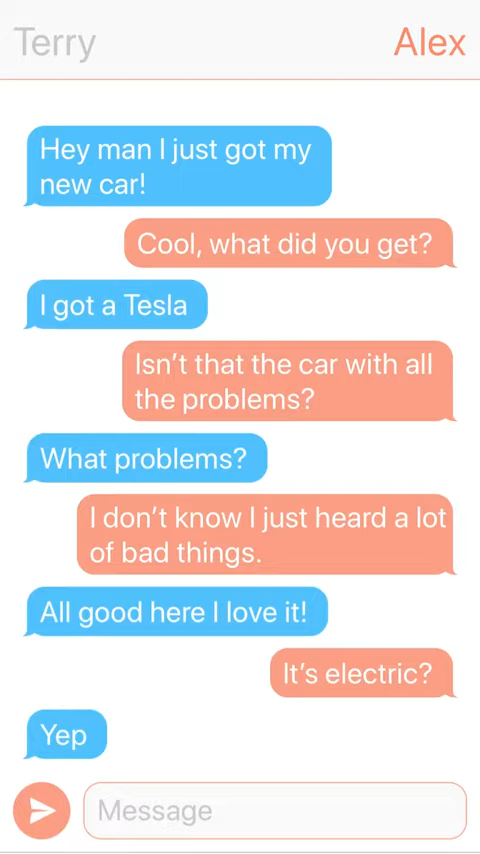 Terry
Alex
Hey man I just got my
new car!
Cool, what did you get?
I got a Tesla
Isn’t that the car with all
the problems?
What problems?
I don’t know I just heard a lot
of bad things.
All good here I love it!
It’s electric?
Yep
Message